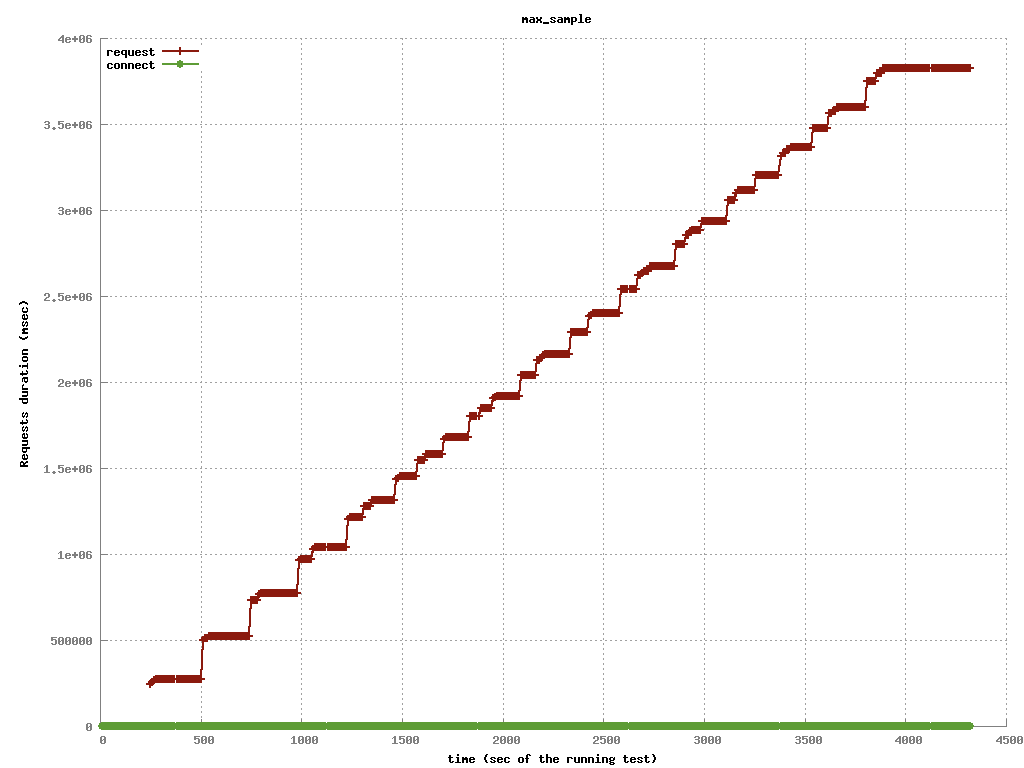 max_sample
request
connect
4e+06
3.5e+06
3e+06
2.5e+06
2e+06
1.5e+06
1e+06
500000
0
Requests duration (msec)
0 500 1000 1500 2000 2500 3000 3500 4000 4500
time (sec of the running test)